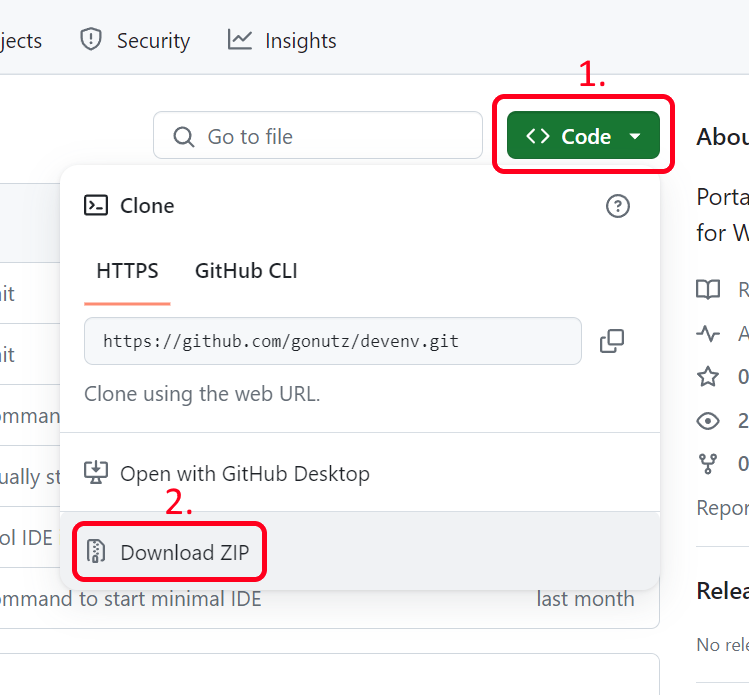 jects Security Insights
1.
Go to file
Code
Abou
Clone
Porta
for W
HTTPS GitHub CLI
it
R
https://github.com/gonutz/devenv.git
A
it
0
Clone using the web URL.
omman
2
Open with GitHub Desktop
ually st
0
2.
Repor
ol IDE
Download ZIP
Relea
ommand to start minimal IDE
last month
No rele